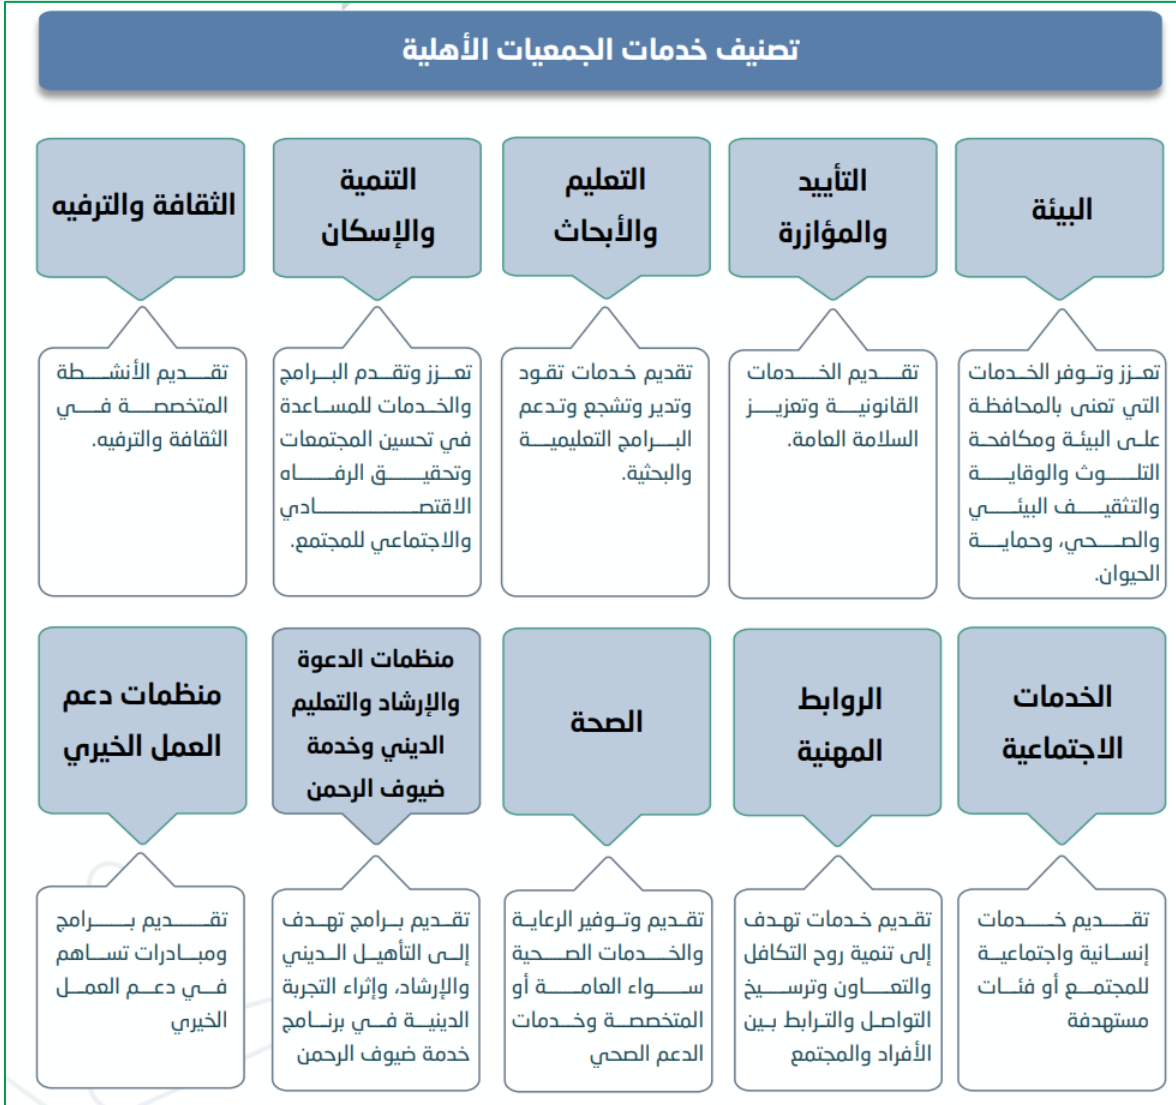 تصنيف خدمات الجمعيات الأهلية
البيئة
تعزز وتوفر الخدمات
التي تعنى بالمحافظة
على البيئة ومكافحة
التلوث والوقاية
والتثقيف البيئي
والصحي، وحماية
الحيوان.
التأييد
والمؤازرة
تقديم الخدمات
القانونية وتعزيز
السلامة العامة.
التعليم
والأبحاث
تقديم خدمات تقود
وتدير وتشجع وتدعم
البرامج التعليمية
والبحثية.
التنمية
والإسكان
تعزز وتقدم البرامج
والخدمات للمساعدة
في تحسين المجتمعات
وتحقيق الرفاه
الاقتصادي
والاجتماعي للمجتمع.
الثقافة والترفيه
تقديم الأنشطة
المتخصصة في
الثقافة والترفيه.
الخدمات
الاجتماعية
تقديم خدمات
إنسانية واجتماعية
للمجتمع أو فئات
مستهدفة
الروابط
المهنية
تقديم خدمات تهدف
إلى تنمية روح التكافل
والتعاون وترسيخ
التواصل والترابط بين
الأفراد والمجتمع
الصحة
تقديم وتوفير الرعاية
والخدمات الصحية
سواء العامة أو
المتخصصة وخدمات
الدعم الصحي
منظمات الدعوة
والإرشاد والتعليم
الديني وخدمة
ضيوف الرحمن
تقديم برامج تهدف
إلى التأهيل الديني
والإرشاد، وإثراء التجربة
الدينية في برنامج
خدمة ضيوف الرحمن
منظمات دعم
العمل الخيري
تقديم برامج
ومبادرات تساهم
في دعم العمل
الخيري